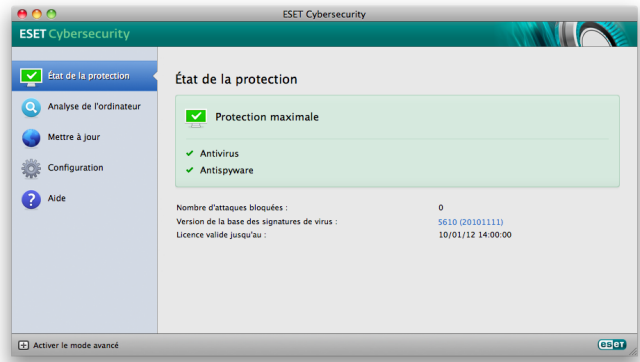 ESET Cybersecurity
ESET Cybersecurity
État de la protection
Analyse de l'ordinateur
Mettre à jour
Configuration
Aide
État de la protection
Protection maximale
Antivirus
Antispyware
Nombre d'attaques bloquées : 0
Version de la base des signatures de virus : 5610 (20101111)
Licence valide jusqu'au : 10/01/12 14:00:00
Activer le mode avancé
eset